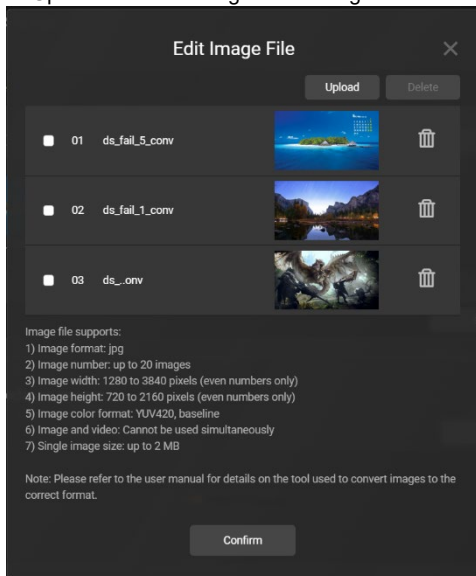 Edit Image File
Upload Delete
01 ds_fail_5_conv
02 ds_fail_1_conv
03 ds_..onv
Image file supports:
1) Image format: jpg
2) Image number: up to 20 images
3) Image width: 1280 to 3840 pixels (even numbers only)
4) Image height: 720 to 2160 pixels (even numbers only)
5) Image color format: YUV420, baseline
6) Image and video: Cannot be used simultaneously
7) Single image size: up to 2 MB
Note: Please refer to the user manual for details on the tool used to convert images to the
correct format.
Confirm